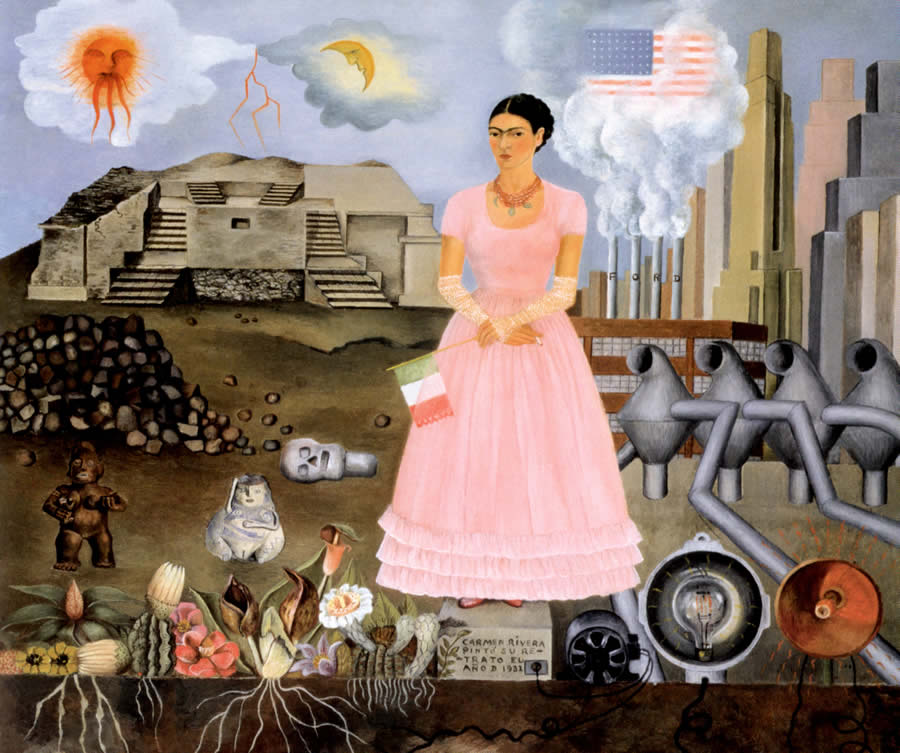 FORD
CARMEN RIVERA
PINTO SU RE-
TRATO EL
AÑO D 1932